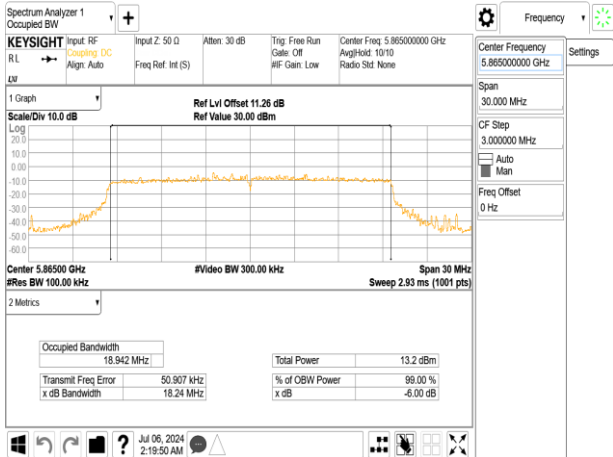 Spectrum Analyzer 1
Occupied BW
KEYSIGHT
R L
Input: RF
Coupling: DC
Align: Auto
Input Z: 50 Ω
Freq Ref: Int (S)
Atten: 30 dB
Trig: Free Run
Gate: Off
#IF Gain: Low
Center Freq: 5.865000000 GHz
Avg|Hold: 10/10
Radio Std: None
1 Graph
Scale/Div 10.0 dB
Ref Lvl Offset 11.26 dB
Ref Value 30.00 dBm
Log
20.0
10.0
0.00
-10.0
-20.0
-30.0
-40.0
-50.0
-60.0
Center 5.86500 GHz
#Res BW 100.00 kHz
#Video BW 300.00 kHz
Span 30 MHz
Sweep 2.93 ms (1001 pts)
2 Metrics
Occupied Bandwidth
18.942 MHz
Transmit Freq Error 50.907 kHz
x dB Bandwidth 18.24 MHz
Total Power 13.2 dBm
% of OBW Power 99.00 %
x dB -6.00 dB
?
Jul 06, 2024
2:19:50 AM
Frequency
Center Frequency
5.865000000 GHz
Span
30.000 MHz
CF Step
3.000000 MHz
Auto
Man
Freq Offset
0 Hz
Settings